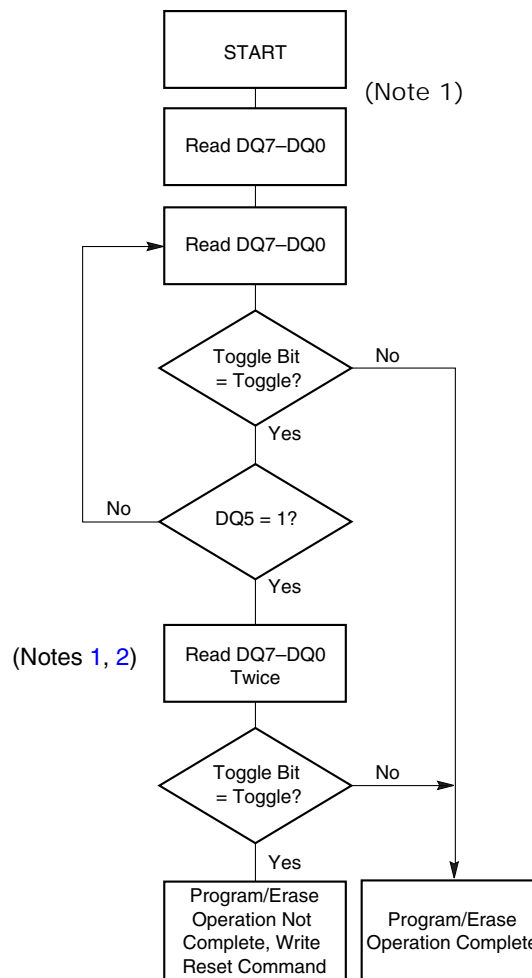 START
(Note 1)
Read DQ7–DQ0
Read DQ7–DQ0
Toggle Bit
= Toggle?
No
Yes
No
DQ5 = 1?
Yes
(Notes 1, 2)
Read DQ7–DQ0
Twice
Toggle Bit
= Toggle?
No
Yes
Program/Erase
Operation Not
Complete, Write
Reset Command
Program/Erase
Operation Complete